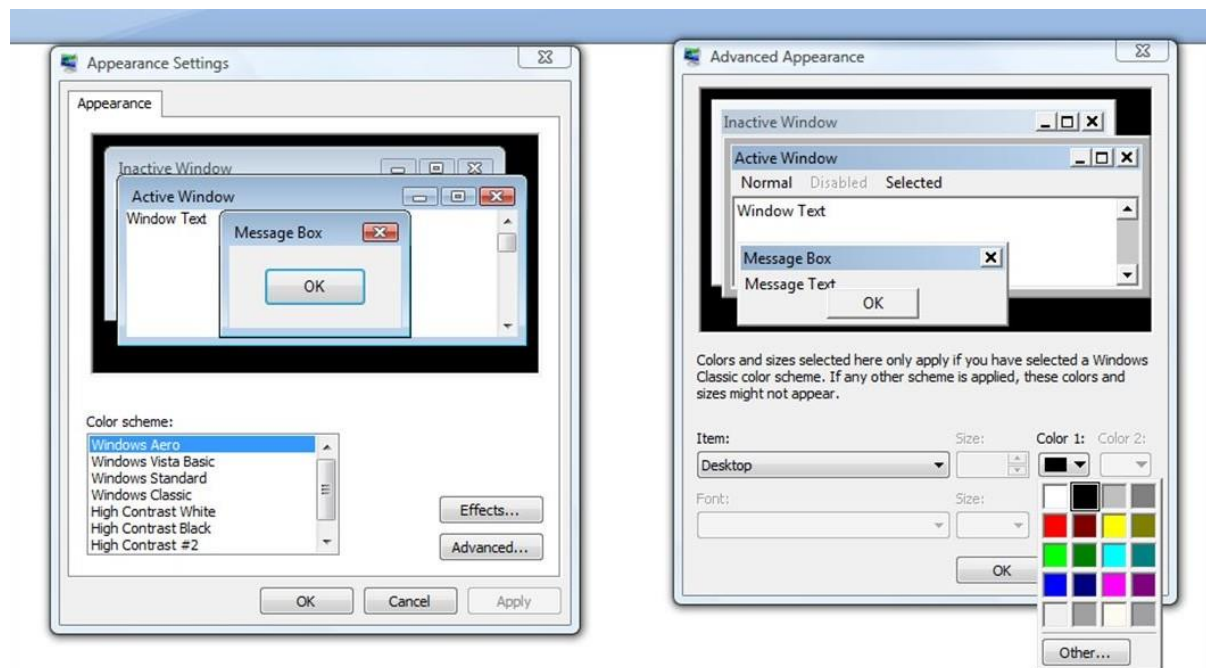 Appearance Settings
Appearance
Inactive Window
Active Window
Window Text
Message Box
OK
Color scheme:
Windows Aero
Windows Vista Basic
Windows Standard
Windows Classic
High Contrast White
High Contrast Black
High Contrast #2
Effects...
Advanced...
OK Cancel Apply
Advanced Appearance
Inactive Window
Active Window
Normal Disabled Selected
Window Text
Message Box
Message Text
OK
Colors and sizes selected here only apply if you have selected a Windows
Classic color scheme. If any other scheme is applied, these colors and
sizes might not appear.
Item: Size: Color 1: Color 2:
Desktop
Font: Size:
OK
Other...